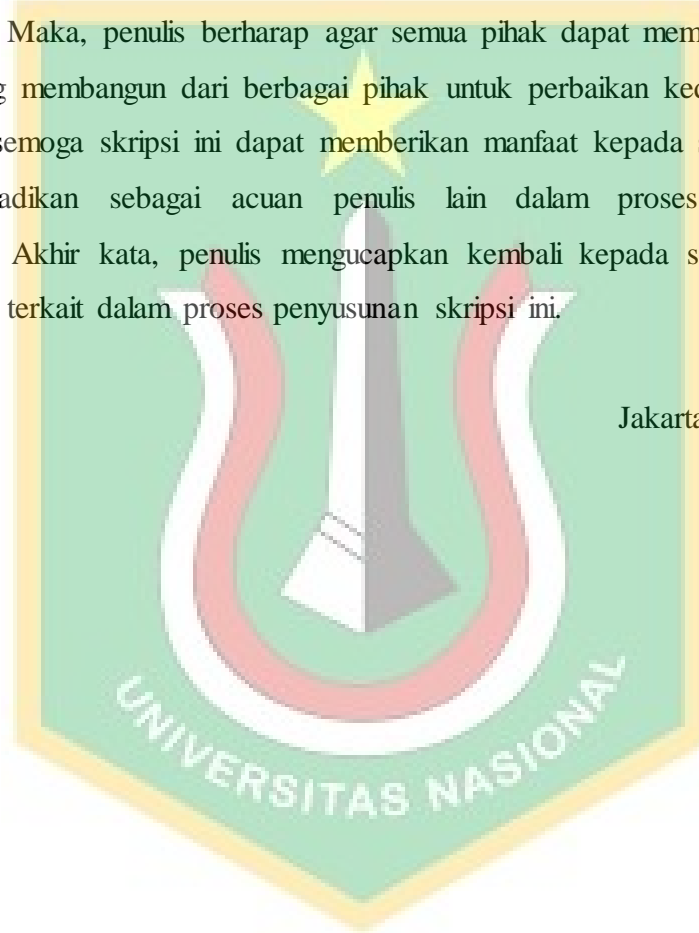 Maka, penulis berharap agar semua pihak dapat mem
membangun dari berbagai pihak untuk perbaikan ked
semoga skripsi ini dapat memberikan manfaat kepada s
adikan sebagai acuan penulis lain dalam proses
Akhir kata, penulis mengucapkan kembali kepada s
terkait dalam proses penyusunan skripsi ini.
Jakarta
UNIVERSITAS NASIONAL